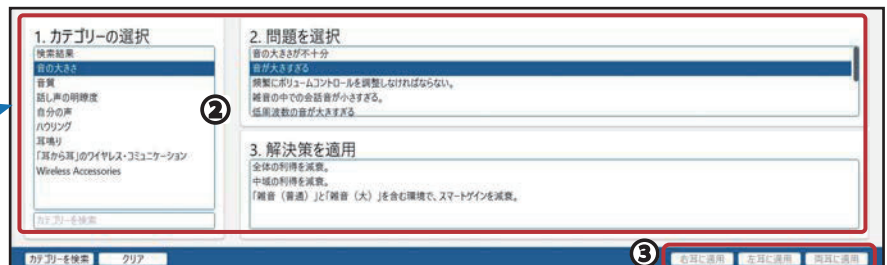 1. カテゴリーの選択
検索結果
音の大きさ
音質
話し声の明瞭度
自分の声
ハウリング
耳鳴り
「耳から耳」のワイヤレス・コミュニケーション
Wireless Accessories
カテゴリーを検索
2. 問題を選択
音の大きさが不十分
音が大きすぎる
頻繁にボリュームコントロールを調整しなければならない。
雑音の中での会話音が小さすぎる。
低周波数の音が大きすぎる
②
3. 解決策を適用
全体の利得を減衰。
中域の利得を減衰。
「雑音（普通）」と「雑音（大）」を含む環境で、スマートゲインを減衰。
カテゴリーを検索
クリア
③
右耳に適用
左耳に適用
両耳に適用